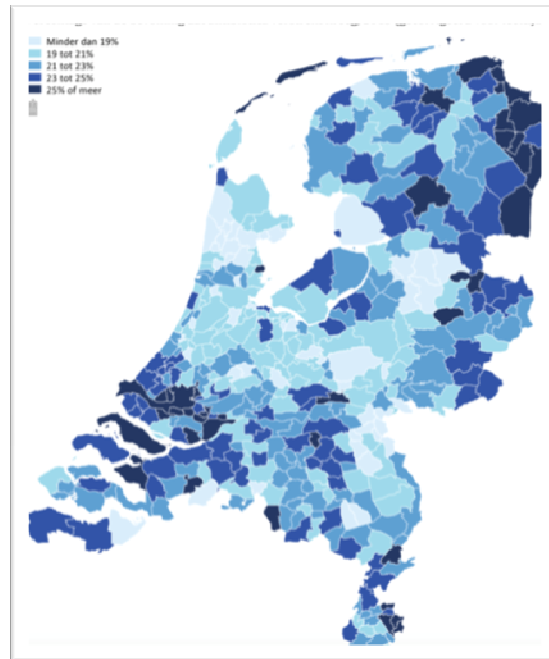 Minder dan 19%
19 tot 21%
21 tot 23%
23 tot 25%
25% of meer